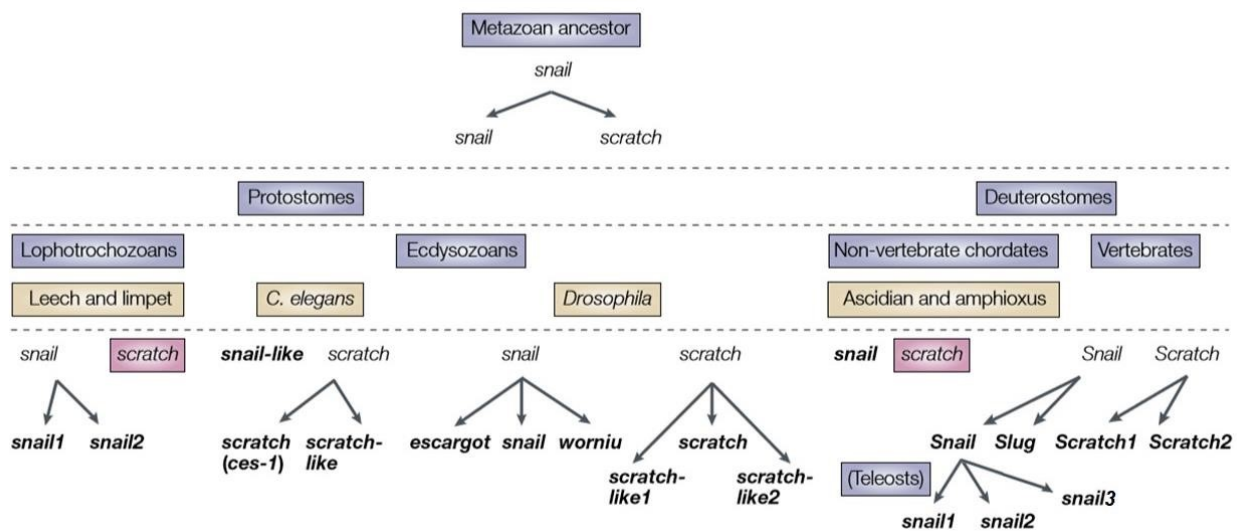 Metazoan ancestor
snail
snail scratch
Protostomes Deuterostomes
Lophotrochozoans Ecdysozoans Non-vertebrate chordates Vertebrates
Leech and limpet C. elegans Drosophila Ascidian and amphioxus
snail scratch snail-like scratch snail scratch snail scratch Snail Scratch
snail1 snail2 scratch scratch- escargot snail worniu scratch Snail Slug Scratch1 Scratch2
(ces-1) like
scratch- scratch- (Teleosts)
like1 like2 snail3
snail1 snail2